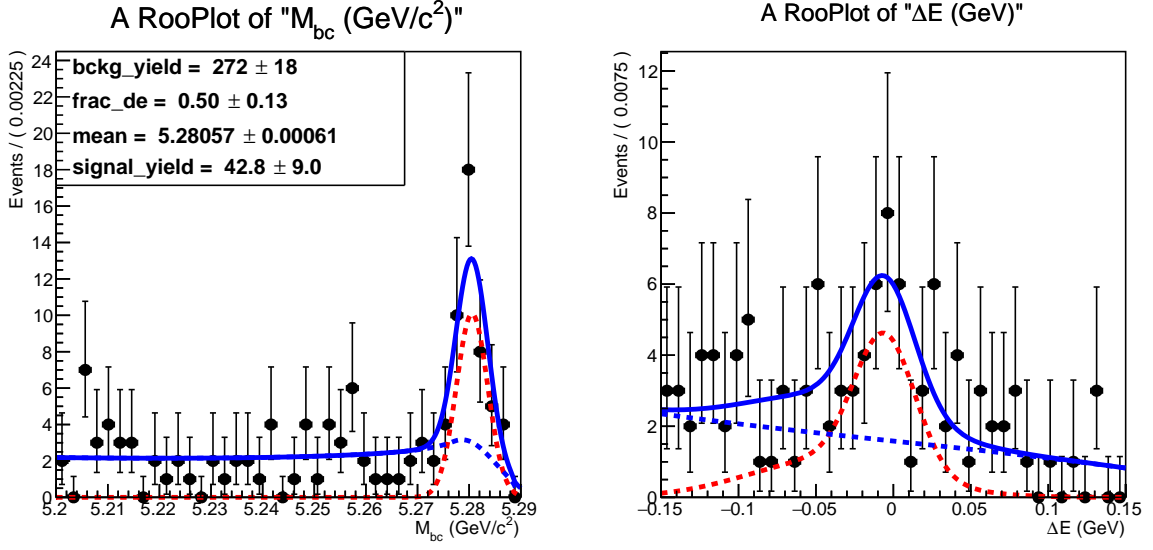 A RooPlot of "M_bc (GeV/c²)"
Events / ( 0.00225 )
24
22
20
18
16
14
12
10
8
6
4
2
0
bckg_yield = 272 ± 18
frac_de = 0.50 ± 0.13
mean = 5.28057 ± 0.00061
signal_yield = 42.8 ± 9.0
5.2 5.21 5.22 5.23 5.24 5.25 5.26 5.27 5.28 5.29
M_bc (GeV/c²)
A RooPlot of "ΔE (GeV)"
Events / ( 0.0075 )
12
10
8
6
4
2
0
−0.15 −0.1 −0.05 0 0.05 0.1 0.15
ΔE (GeV)